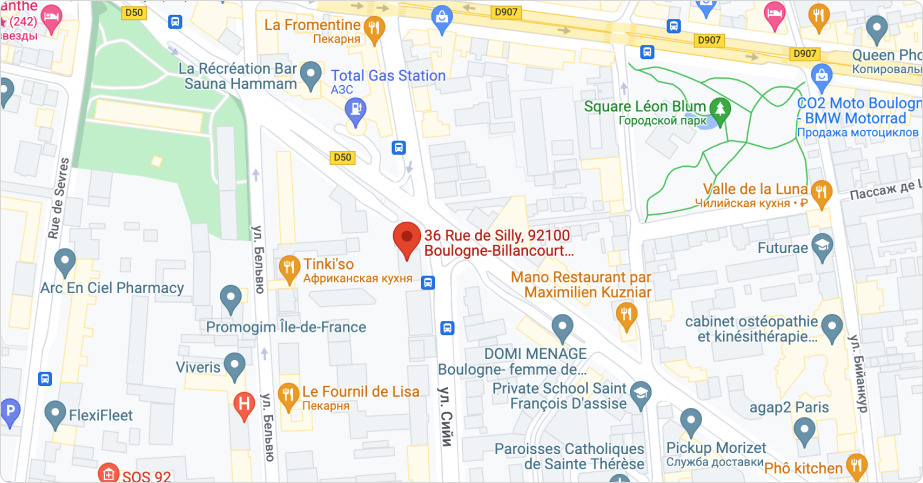 anthe
(242)
звезды
D50
D907
La Fromentine
Пекарня
D907
D907
Queen Pho
Копироваль
La Récréation Bar
Sauna Hammam
Total Gas Station
АЗС
Square Léon Blum
Городской парк
CO2 Moto Boulogn
- BMW Motorrad
Продажа мотоциклов
D50
Rue de Sevres
Valle de la Luna
Чилийская кухня • ₽
Пассаж де L
ул. Бельвю
36 Rue de Silly, 92100
Boulogne-Billancourt…
Futurae
Tinki'so
Африканская кухня
Mano Restaurant par
Maximilien Kuzniar
Arc En Ciel Pharmacy
Promogim Île-de-France
cabinet ostéopathie
et kinésithérapie…
DOMI MENAGE
Boulogne- femme de…
Viveris
ул. Бийанкур
Le Fournil de Lisa
Пекарня
Private School Saint
François D'assise
ул. Сийи
H
P
FlexiFleet
ул. Бельвю
agap2 Paris
Paroisses Catholiques
de Sainte Thérèse
Pickup Morizet
Служба доставки
Phô kitchen
SOS 92